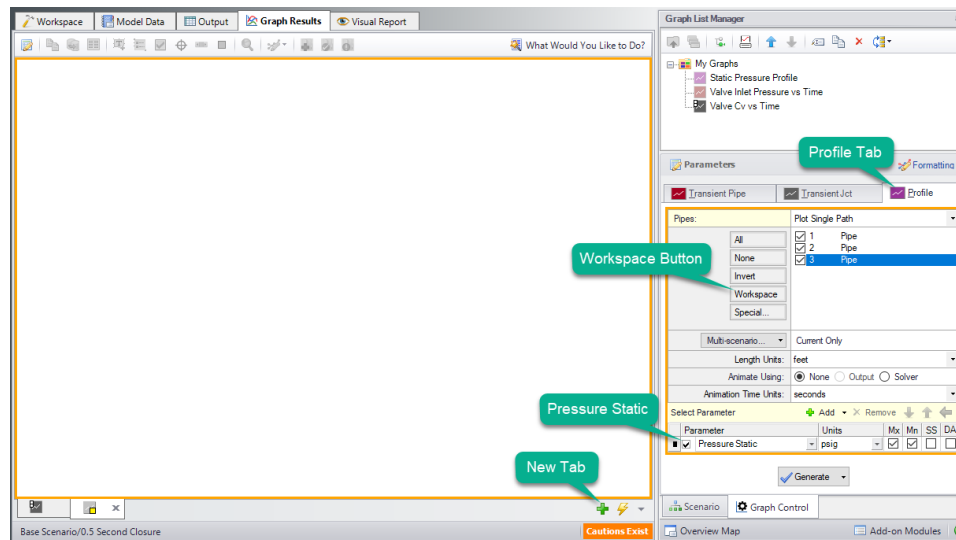 Workspace Model Data Output Graph Results Visual Report
Graph List Manager
What Would You Like to Do?
My Graphs
Static Pressure Profile
Valve Inlet Pressure vs Time
Valve Cv vs Time
Profile Tab
Parameters
Formatting
Transient Pipe Transient Jct Profile
Pipes: Plot Single Path
All
None
Invert
Workspace
Special...
1 Pipe
2 Pipe
3 Pipe
Workspace Button
Multi-scenario... Current Only
Length Units: feet
Animate Using: None Output Solver
Animation Time Units: seconds
Select Parameter Add Remove
Pressure Static
Parameter Units Mx Mn SS DA
Pressure Static psig
New Tab
Generate
Scenario Graph Control
Base Scenario/0.5 Second Closure
Cautions Exist
Overview Map Add-on Modules